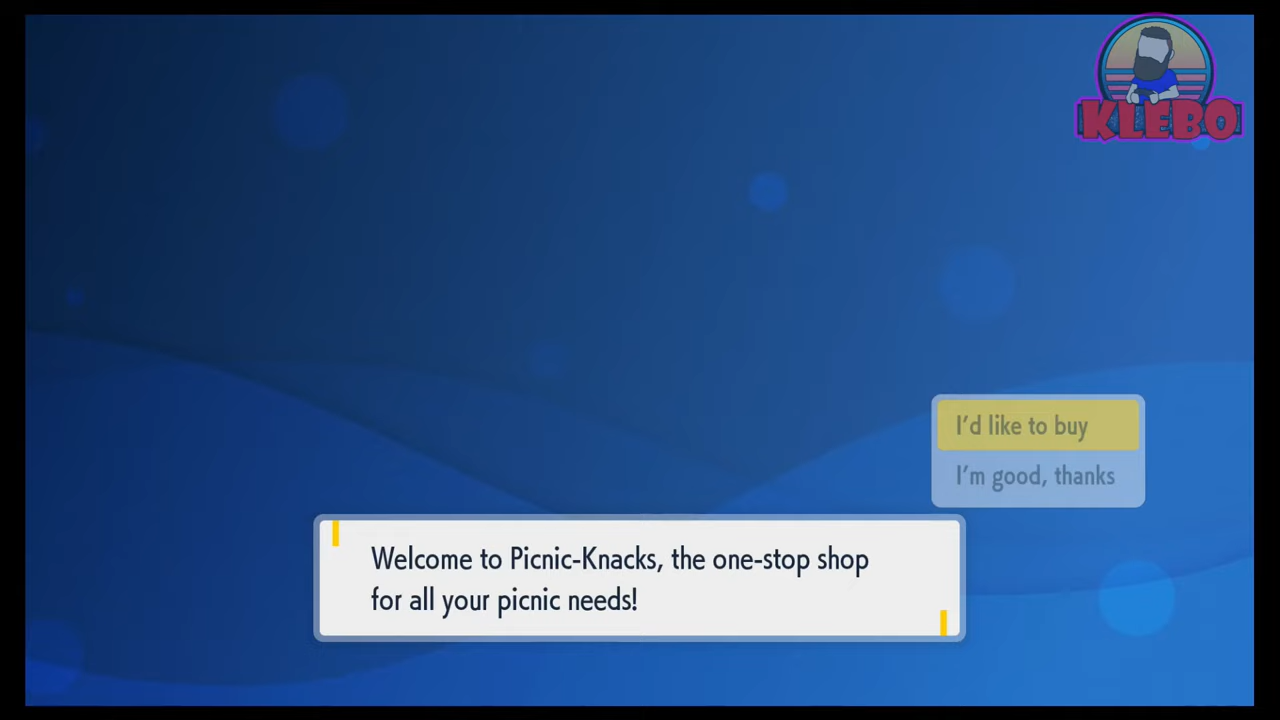 KLEBO
I'd like to buy
I'm good, thanks
Welcome to Picnic-Knacks, the one-stop shop
for all your picnic needs!